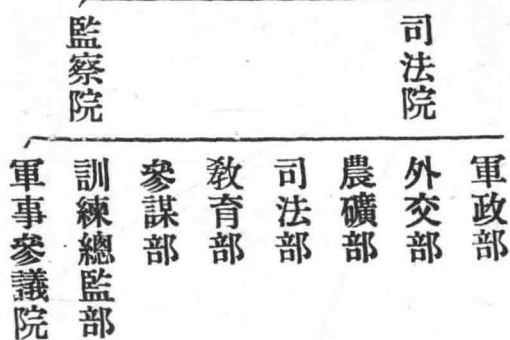 司法院
監察院
軍政部
外交部
農礦部
司法部
敎育部
參謀部
訓練總監部
軍事參議院